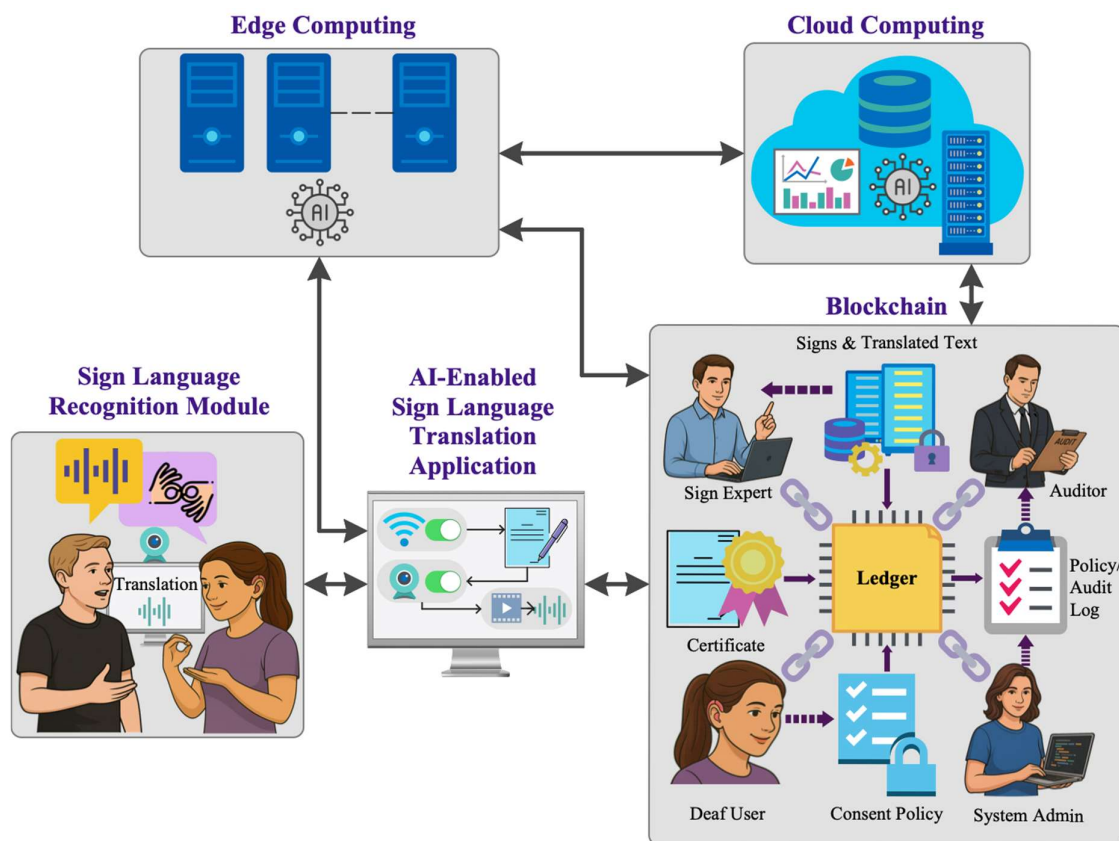 Edge Computing
Cloud Computing
AI
AI
Blockchain
Signs & Translated Text
Sign Language
Recognition Module
AI-Enabled
Sign Language
Translation
Application
Translation
AUDIT
Sign Expert
Auditor
Ledger
Policy/
Audit
Log
Certificate
Deaf User
Consent Policy
System Admin